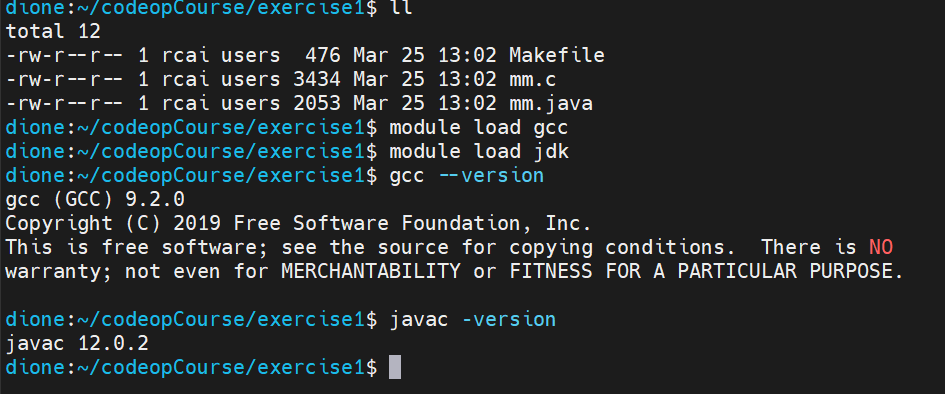 dione:~/codeopCourse/exercise1$ ll
total 12
-rw-r--r-- 1 rcai users  476 Mar 25 13:02 Makefile
-rw-r--r-- 1 rcai users 3434 Mar 25 13:02 mm.c
-rw-r--r-- 1 rcai users 2053 Mar 25 13:02 mm.java
dione:~/codeopCourse/exercise1$ module load gcc
dione:~/codeopCourse/exercise1$ module load jdk
dione:~/codeopCourse/exercise1$ gcc --version
gcc (GCC) 9.2.0
Copyright (C) 2019 Free Software Foundation, Inc.
This is free software; see the source for copying conditions.  There is NO
warranty; not even for MERCHANTABILITY or FITNESS FOR A PARTICULAR PURPOSE.
dione:~/codeopCourse/exercise1$ javac -version
javac 12.0.2
dione:~/codeopCourse/exercise1$